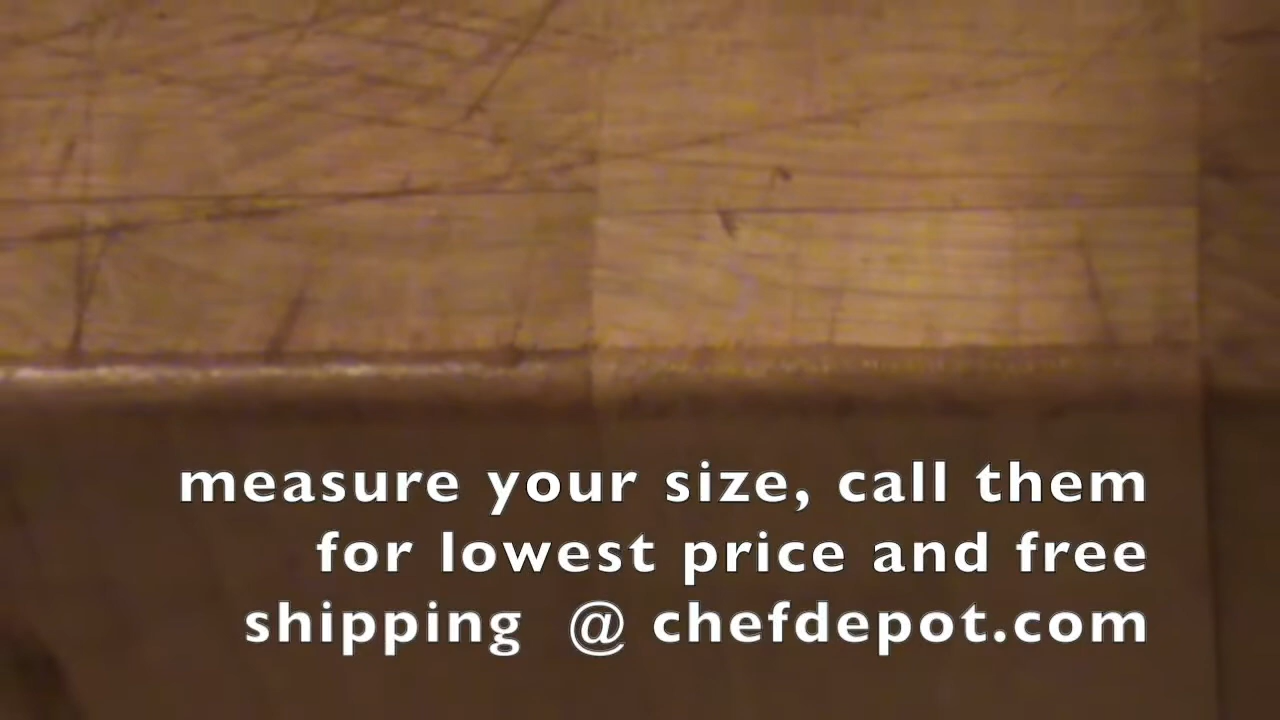 measure your size, call them
for lowest price and free
shipping @ chefdepot.com